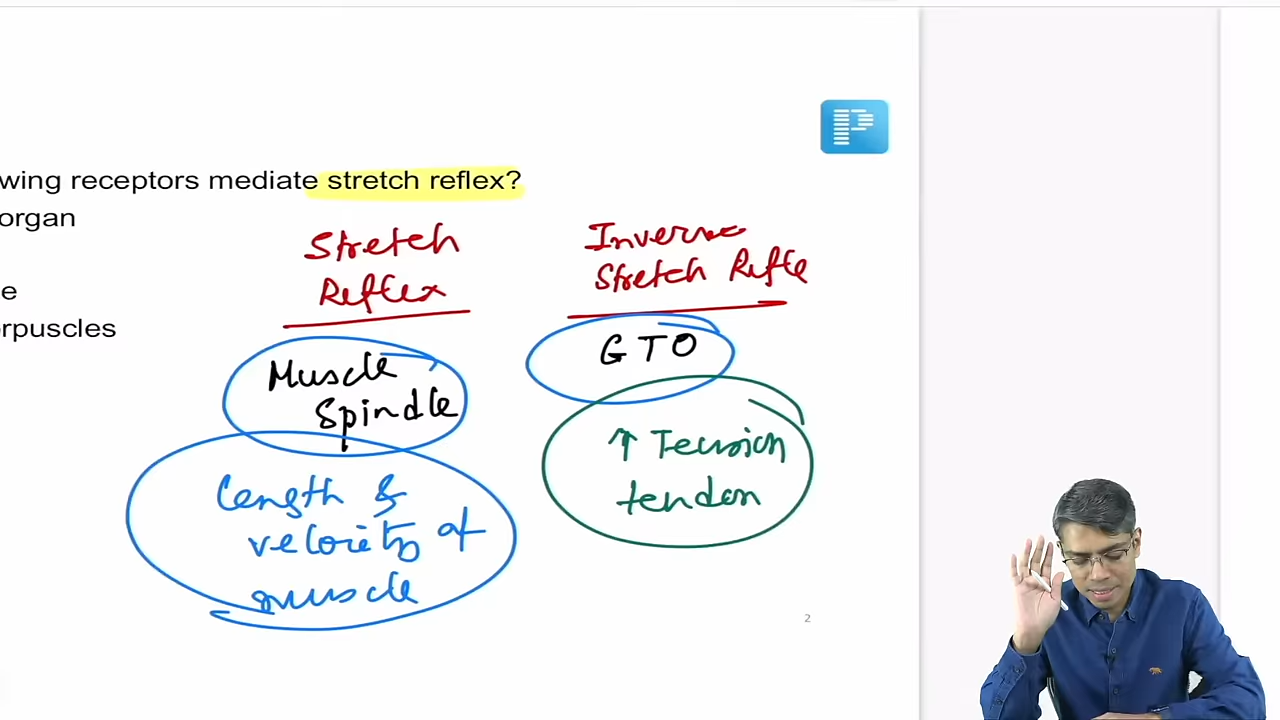 wing receptors mediate stretch reflex?
organ
e
rpuscles
Stretch
Reflex
Inverse
Stretch Refle
Muscle
Spindle
GTO
length &
velocity of
muscle
↑ Tension
tendon
2